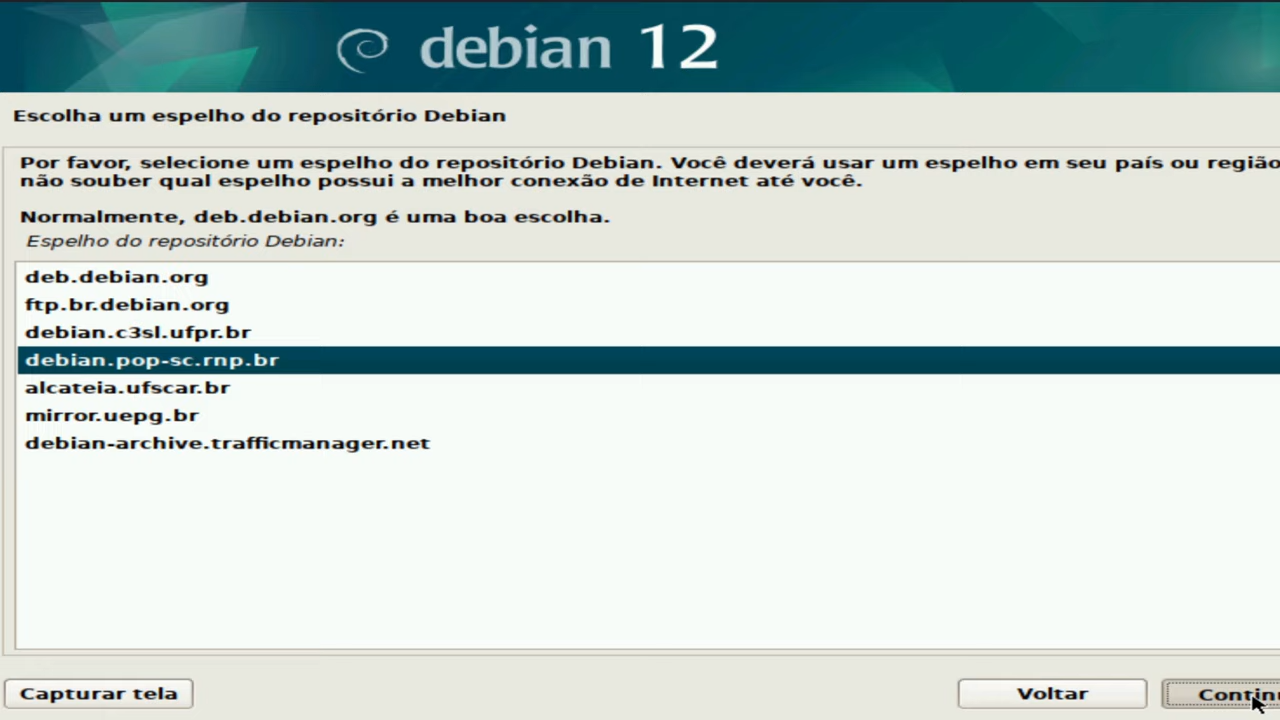 debian 12
Escolha um espelho do repositório Debian
Por favor, selecione um espelho do repositório Debian. Você deverá usar um espelho em seu país ou região
não souber qual espelho possui a melhor conexão de Internet até você.
Normalmente, deb.debian.org é uma boa escolha.
Espelho do repositório Debian:
deb.debian.org
ftp.br.debian.org
debian.c3sl.ufpr.br
debian.pop-sc.rnp.br
alcateia.ufscar.br
mirror.uepg.br
debian-archive.trafficmanager.net
Capturar tela
Voltar